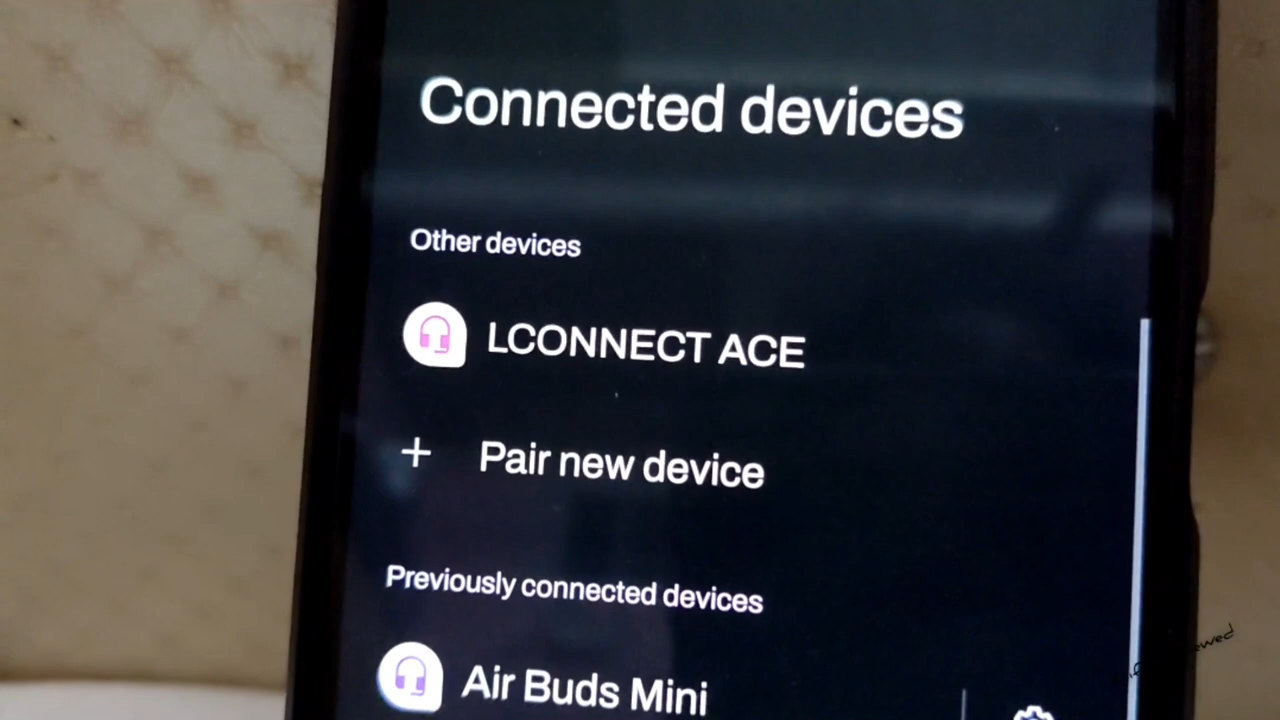 Connected devices
Other devices
LCONNECT ACE
+ Pair new device
Previously connected devices
Air Buds Mini